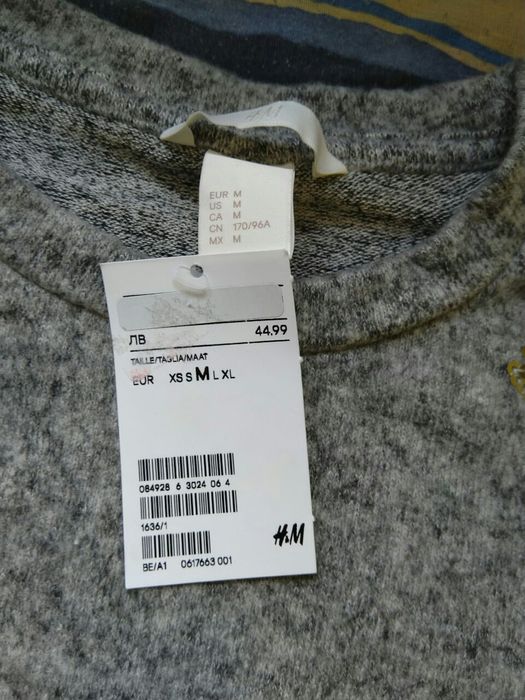 EUR M
US M
CA M
CN 170/96A
MX M
ЛВ 44.99
TAILLE/TAGLIA/MAAT
EUR XS S M L XL
084928 6 3024 06 4
1636/1
H&M
BE/A1 0617663 001